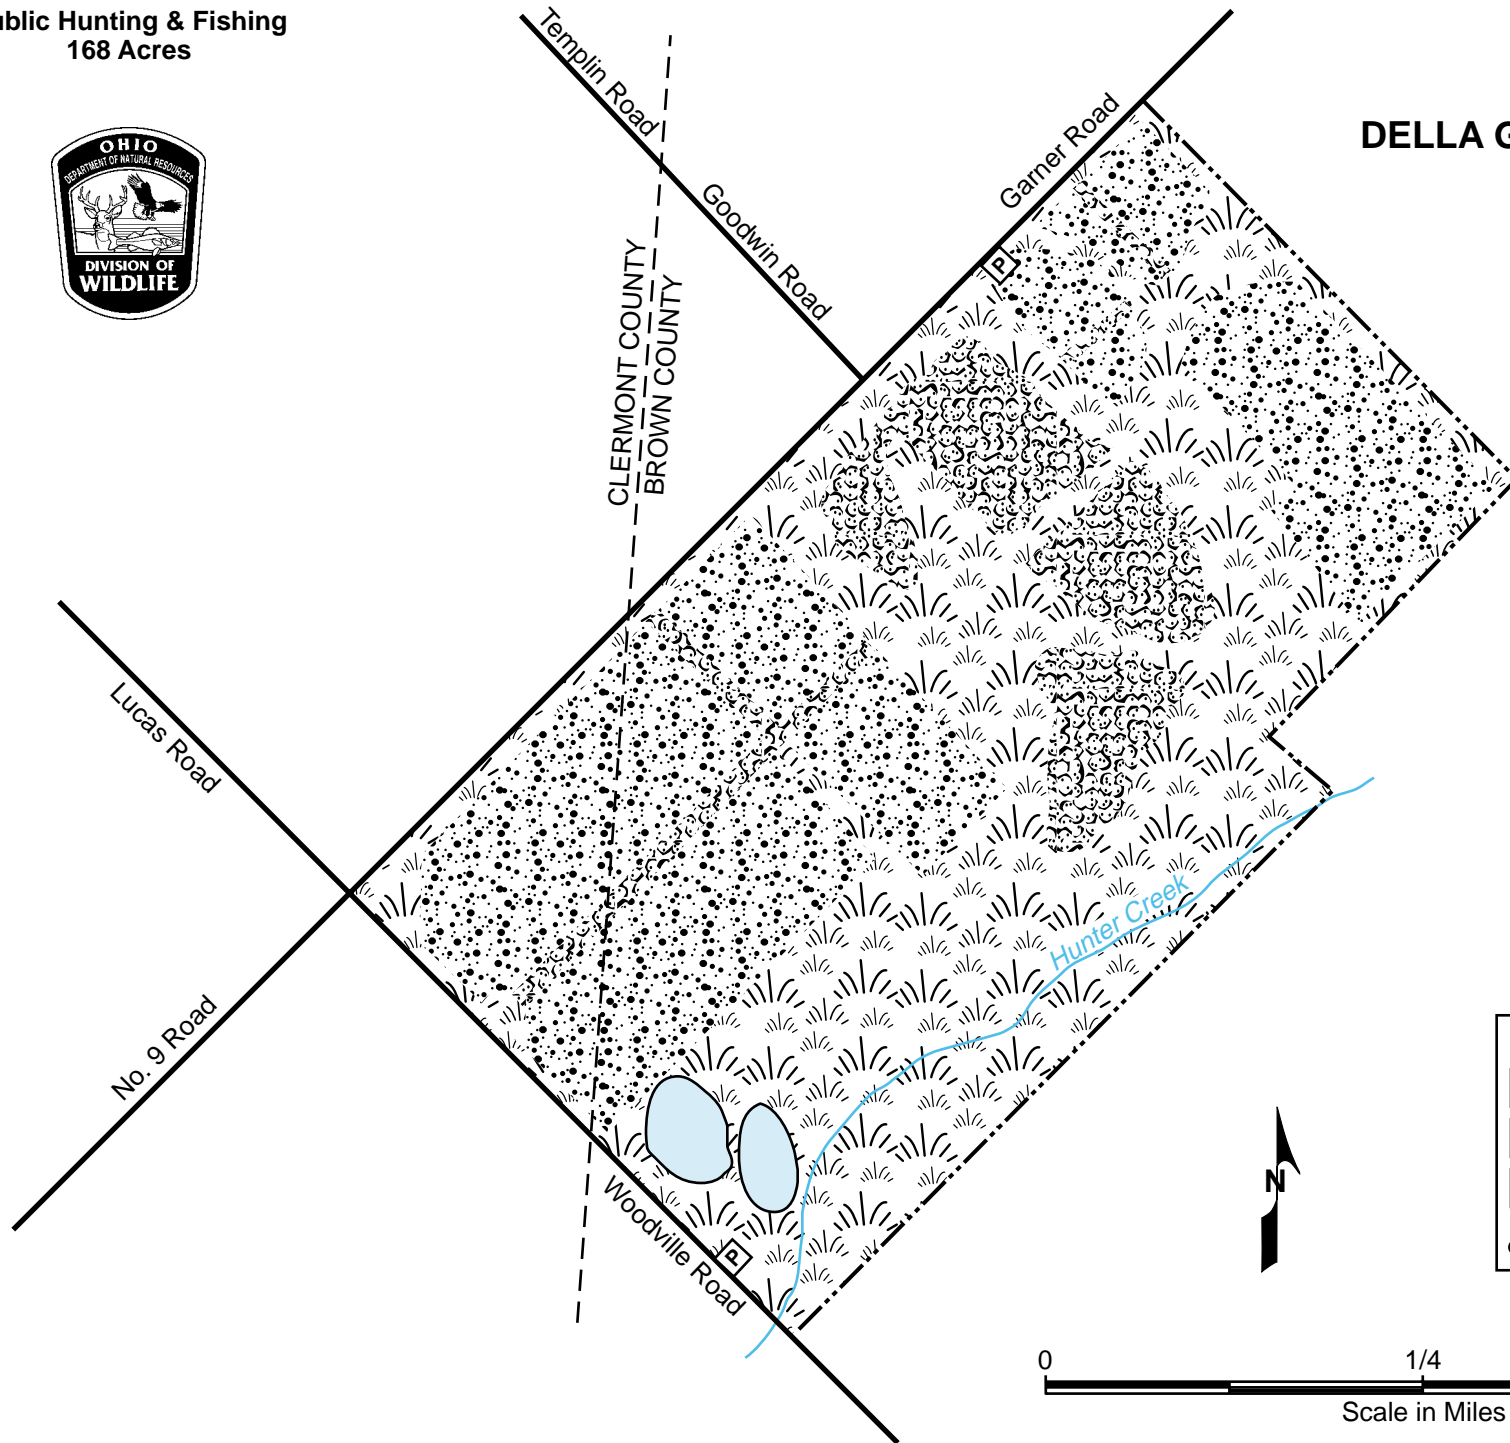 ublic Hunting & Fishing
168 Acres
OHIO
DEPARTMENT OF NATURAL RESOURCES
DIVISION OF
WILDLIFE
DELLA G
Templin Road
Goodwin Road
Garner Road
P
CLERMONT COUNTY
BROWN COUNTY
Lucas Road
No. 9 Road
Hunter Creek
Woodville Road
P
N
0 1/4
Scale in Miles